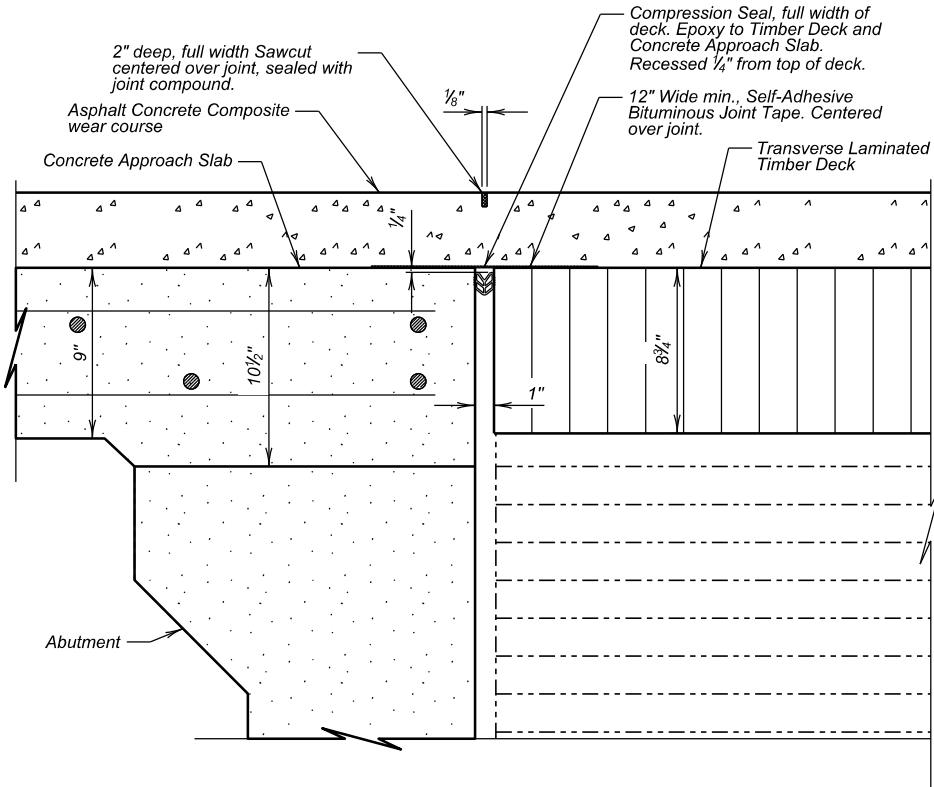 Compression Seal, full width of
deck. Epoxy to Timber Deck and
Concrete Approach Slab.
Recessed ¼" from top of deck.
2" deep, full width Sawcut
centered over joint, sealed with
joint compound.
⅛"
12" Wide min., Self-Adhesive
Bituminous Joint Tape. Centered
over joint.
Asphalt Concrete Composite
wear course
Transverse Laminated
Timber Deck
Concrete Approach Slab
¼"
9"
10½"
8¾"
1"
Abutment